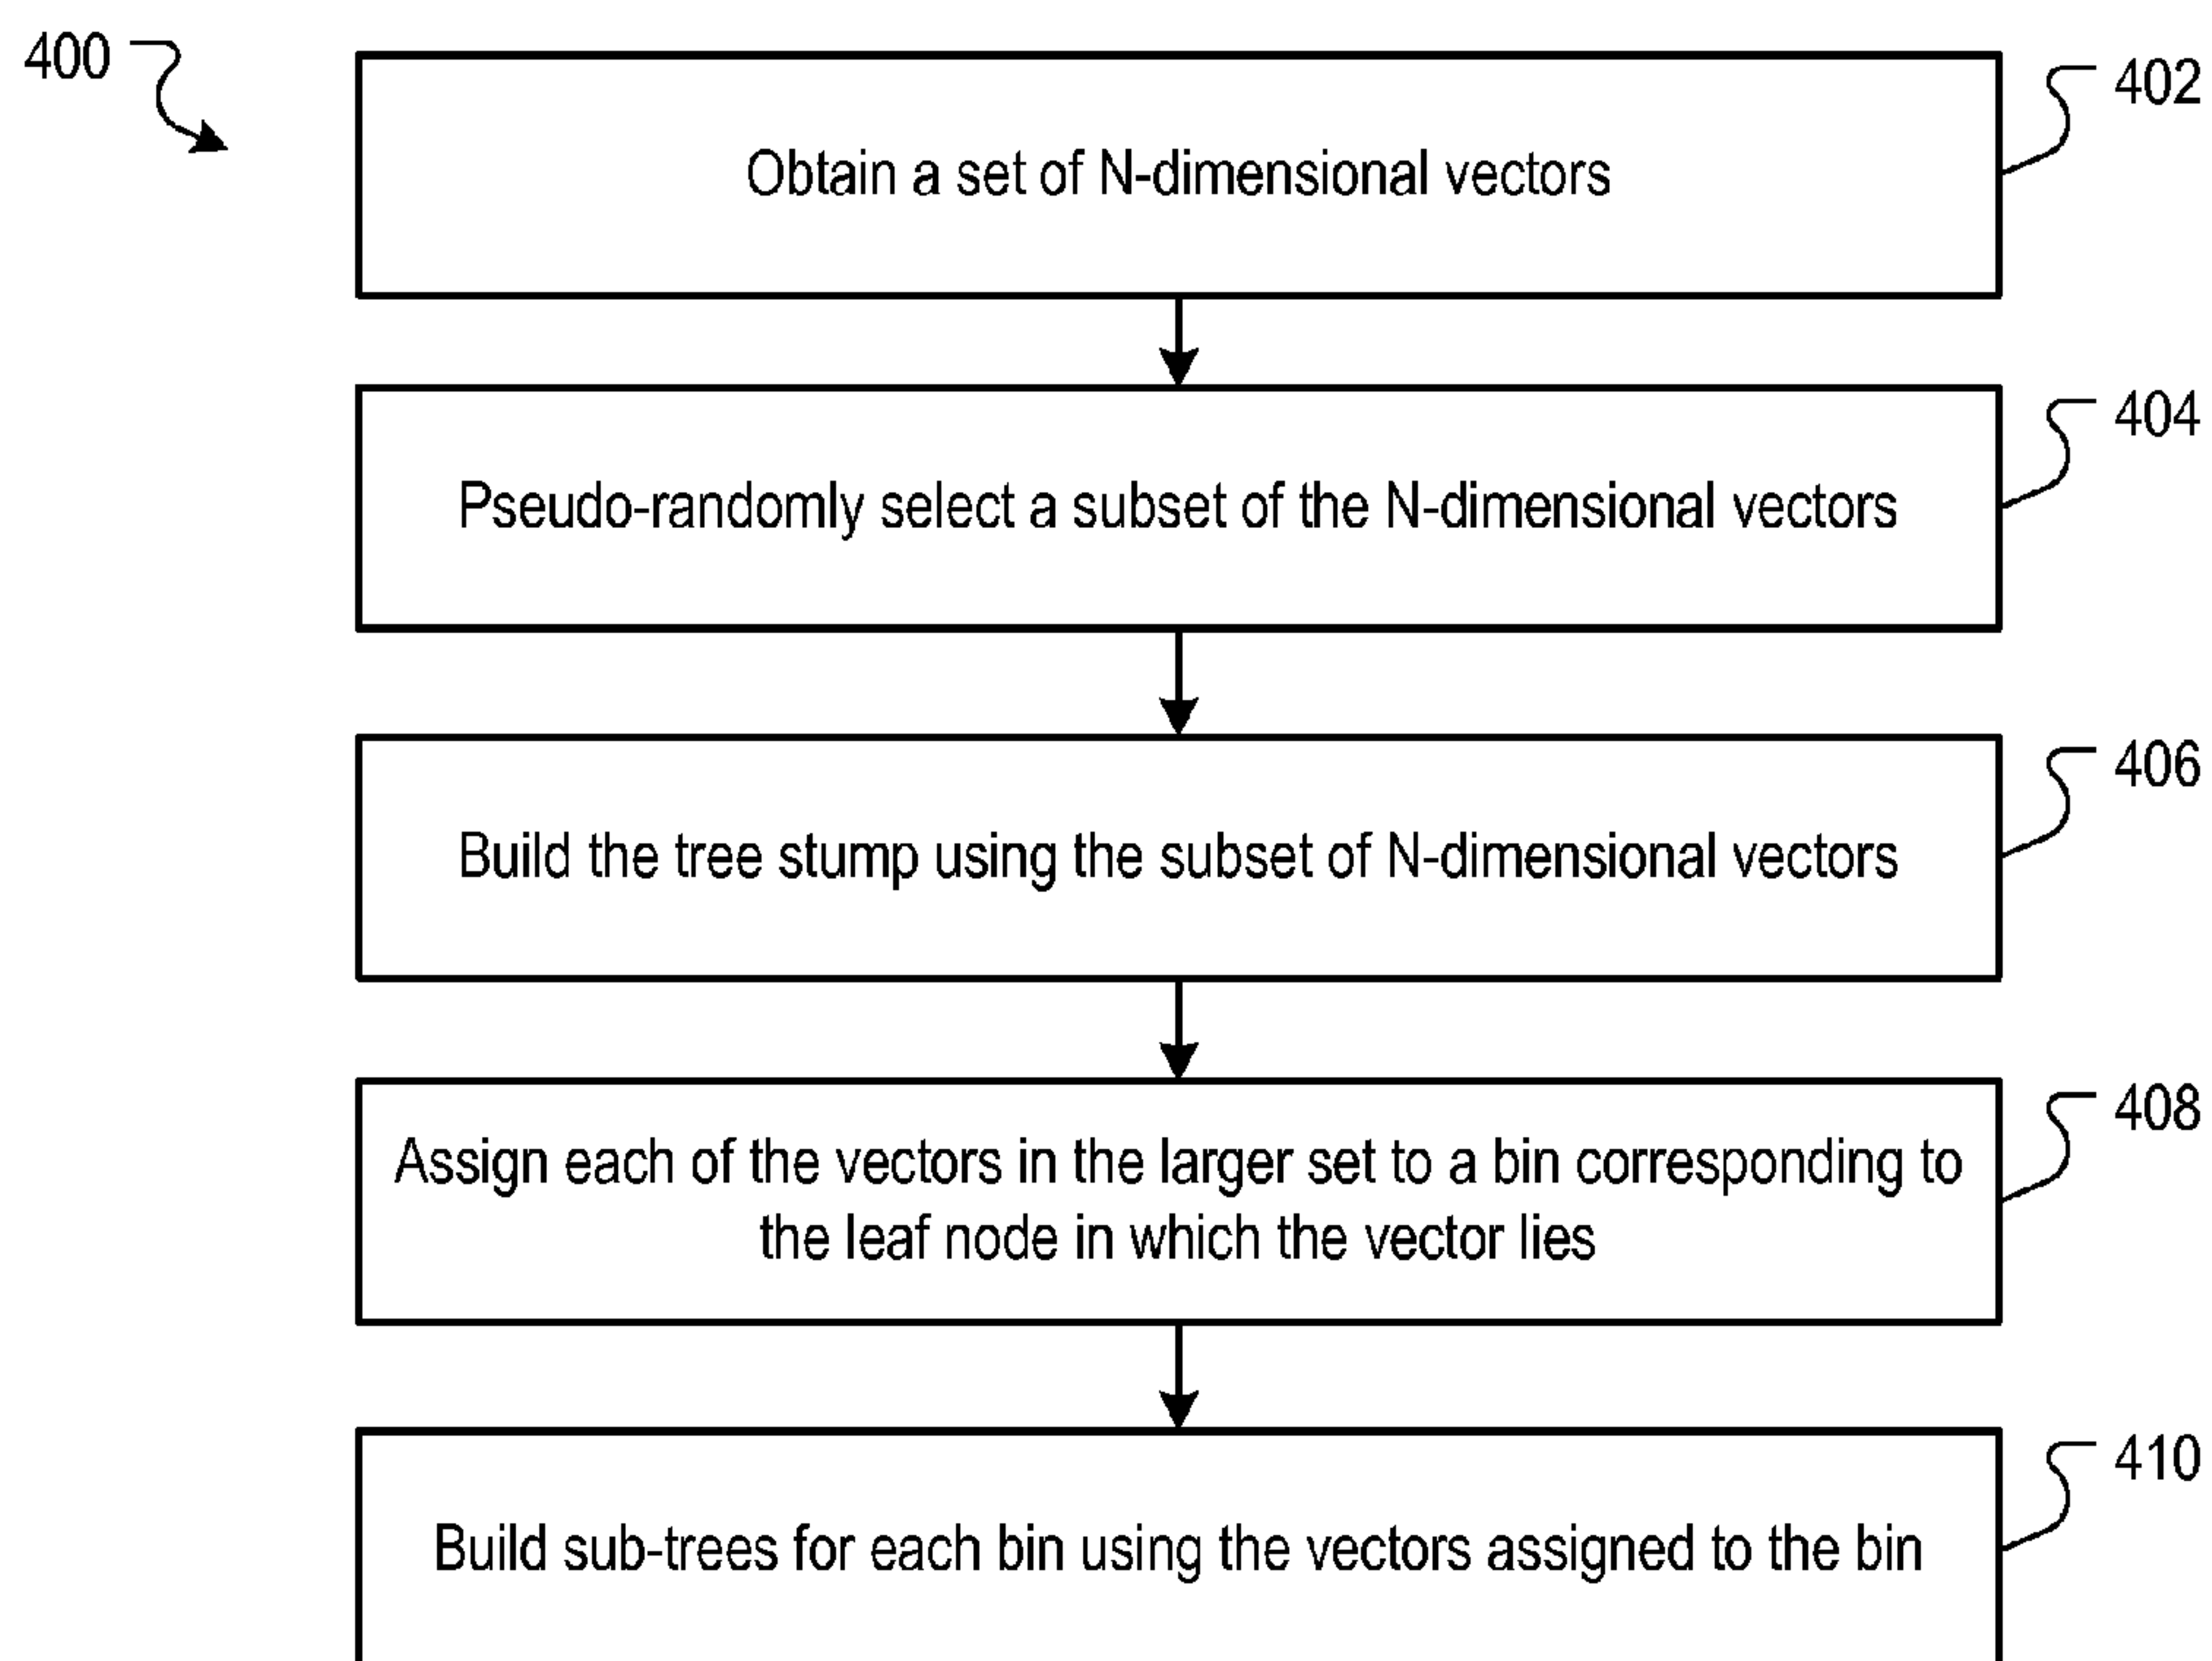 400
402
Obtain a set of N-dimensional vectors
404
Pseudo-randomly select a subset of the N-dimensional vectors
406
Build the tree stump using the subset of N-dimensional vectors
408
Assign each of the vectors in the larger set to a bin corresponding to
the leaf node in which the vector lies
410
Build sub-trees for each bin using the vectors assigned to the bin